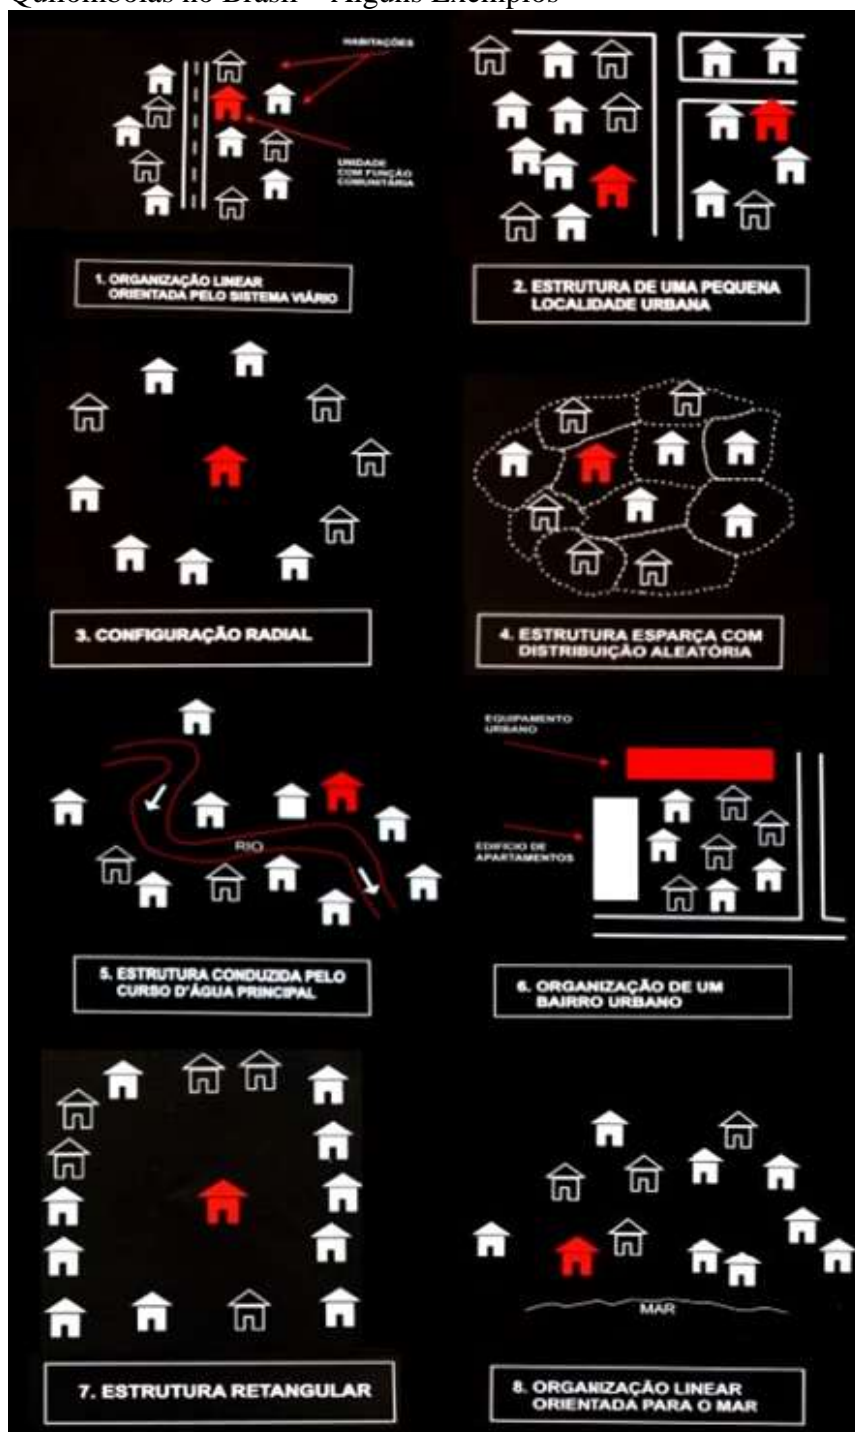 Quilombolas no Brasil – Alguns Exemplos
HABITAÇÕES
UNIDADE
COM FUNÇÃO
COMUNITÁRIA
1. ORGANIZAÇÃO LINEAR
ORIENTADA PELO SISTEMA VIÁRIO
2. ESTRUTURA DE UMA PEQUENA
LOCALIDADE URBANA
3. CONFIGURAÇÃO RADIAL
4. ESTRUTURA ESPARÇA COM
DISTRIBUIÇÃO ALEATÓRIA
RIO
5. ESTRUTURA CONDUZIDA PELO
CURSO D'ÁGUA PRINCIPAL
EQUIPAMENTO
URBANO
EDIFÍCIO DE
APARTAMENTOS
6. ORGANIZAÇÃO DE UM
BAIRRO URBANO
7. ESTRUTURA RETANGULAR
MAR
8. ORGANIZAÇÃO LINEAR
ORIENTADA PARA O MAR